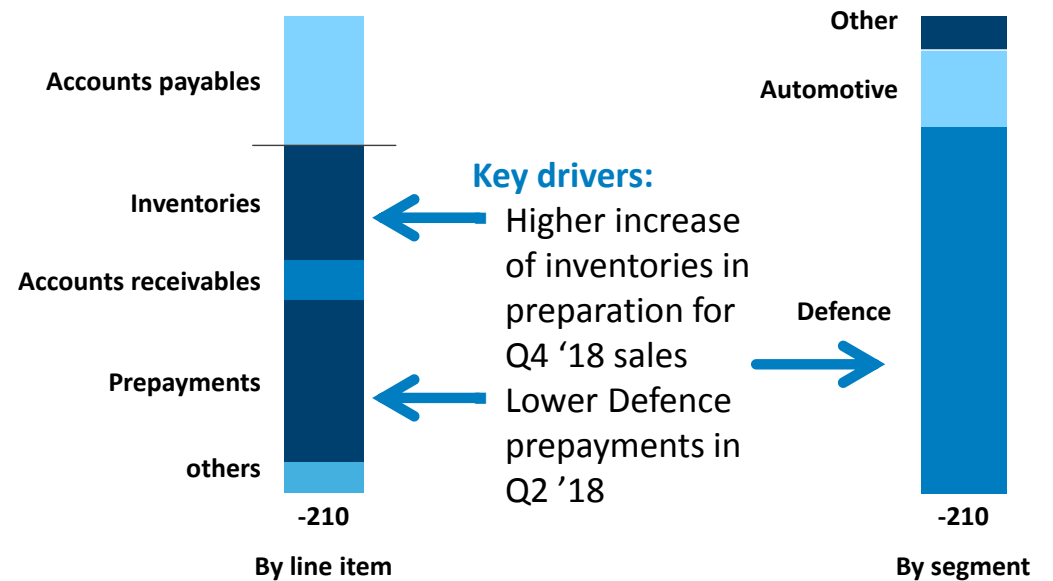 Accounts payables
Inventories
Accounts receivables
Prepayments
others
-210
By line item
Key drivers:
Higher increase
of inventories in
preparation for
Q4 ‘18 sales
Lower Defence
prepayments in
Q2 ’18
Other
Automotive
Defence
-210
By segment